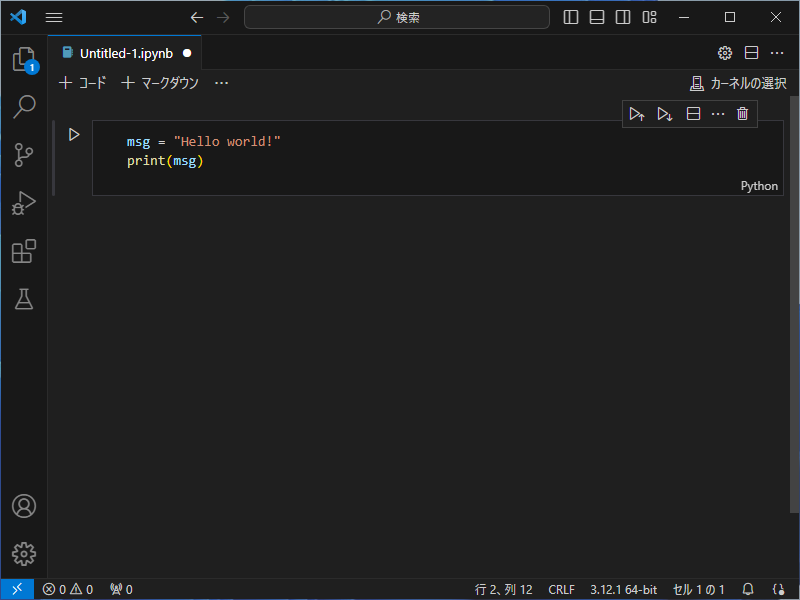 検索
Untitled-1.ipynb
コード マークダウン ... カーネルの選択
msg = "Hello world!"
print(msg)
Python
1
行 2、列 12 CRLF 3.12.1 64-bit セル 1 の 1
0 0 0